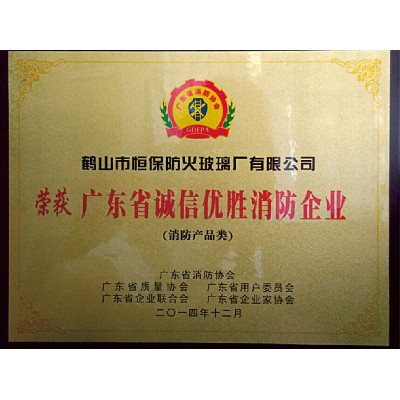 广东省消防协会
GDFPA
鹤山市恒保防火玻璃厂有限公司
荣获 广东省诚信优胜消防企业
(消防产品类)
广东省消防协会
广东省质量协会 广东省用户委员会
广东省企业联合会 广东省企业家协会
二〇一四年十二月